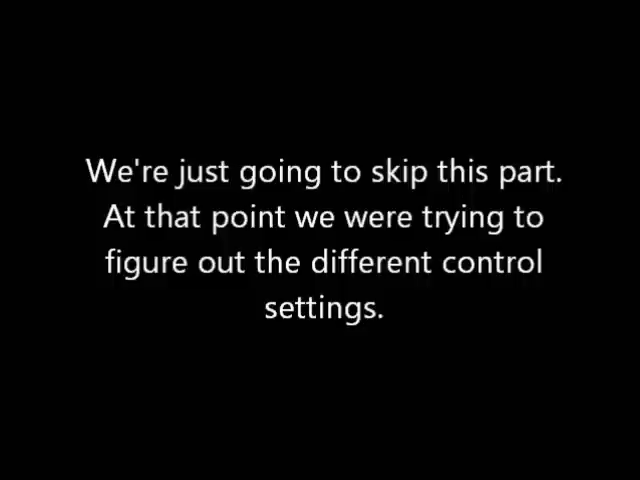 We're just going to skip this part.
At that point we were trying to
figure out the different control
settings.